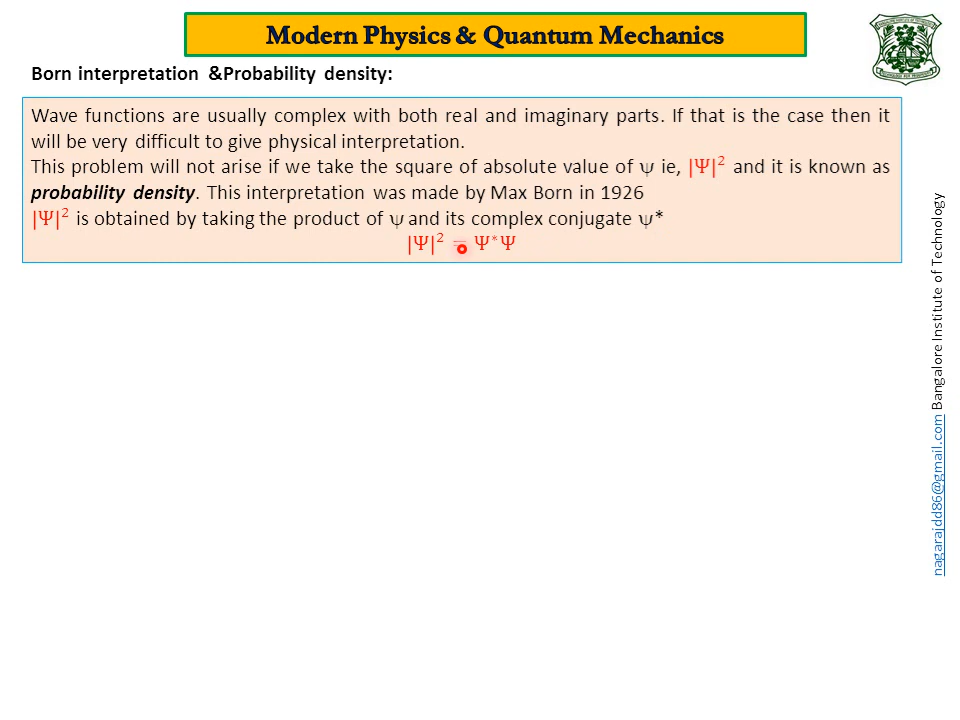 Modern Physics & Quantum Mechanics
Born interpretation &Probability density:
Wave functions are usually complex with both real and imaginary parts. If that is the case then it
will be very difficult to give physical interpretation.
This problem will not arise if we take the square of absolute value of ψ ie, |Ψ|² and it is known as
probability density. This interpretation was made by Max Born in 1926
|Ψ|² is obtained by taking the product of ψ and its complex conjugate ψ*
|Ψ|² = Ψ*Ψ
nagarajdd86@gmail.com Bangalore Institute of Technology